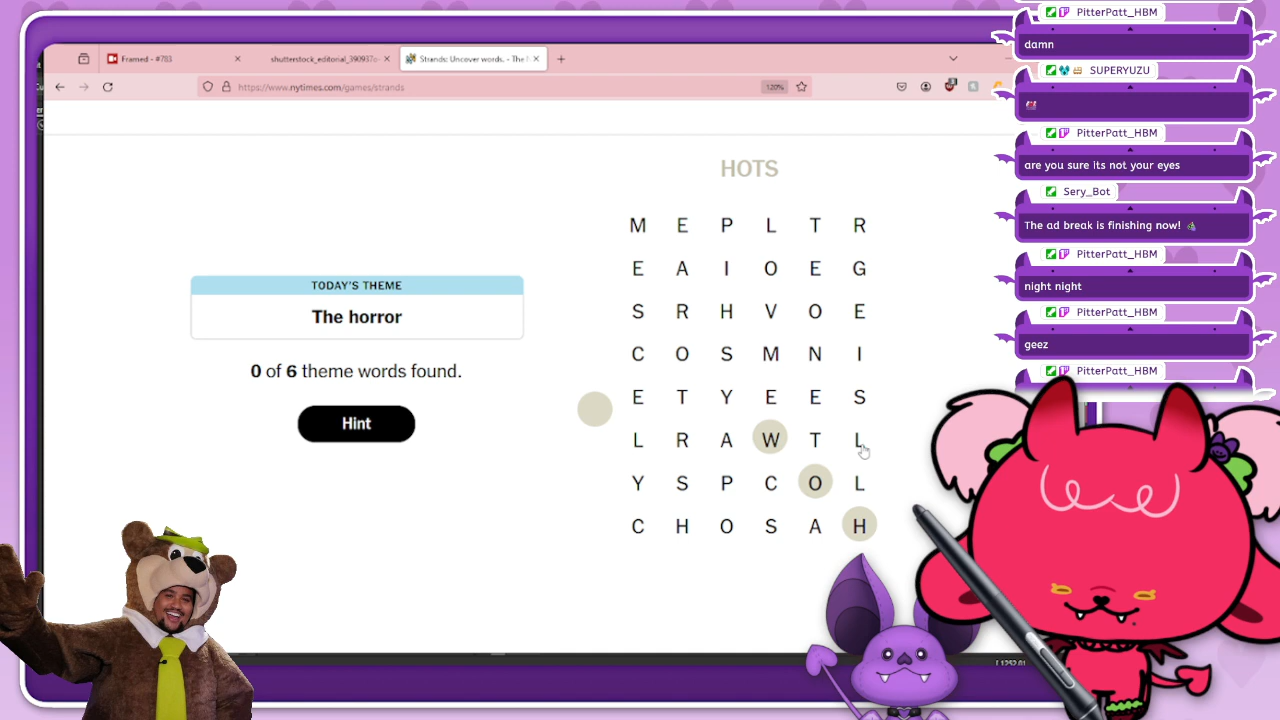 Framed - #783
shutterstock_editorial_390937
Strands: Uncover words. - The
https://www.nytimes.com/games/strands
120%
HOTS
TODAY'S THEME
The horror
0 of 6 theme words found.
Hint
M E P L T R
E A I O E G
S R H V O E
C O S M N I
E T Y E E S
L R A W T L
Y S P C O L
C H O S A H
PitterPatt_HBM
damn
SUPERYUZU
PitterPatt_HBM
are you sure its not your eyes
Sery_Bot
The ad break is finishing now!
PitterPatt_HBM
night night
PitterPatt_HBM
geez
PitterPatt_HBM